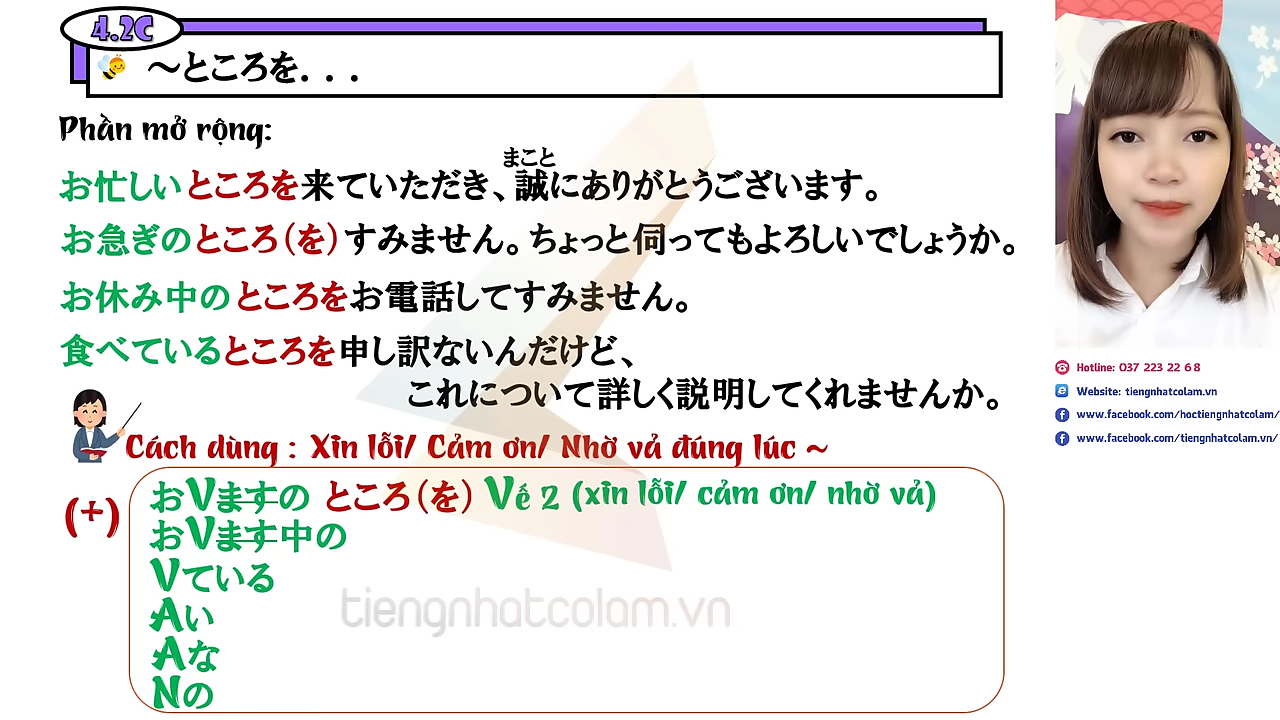 4.2C
～ところを...
Phần mở rộng:
まこと
お忙しいところを来ていただき、誠にありがとうございます。
お急ぎのところ（を）すみません。ちょっと伺ってもよろしいでしょうか。
お休み中のところをお電話してすみません。
食べているところを申し訳ないんだけど、
これについて詳しく説明してくれませんか。
Cách dùng : Xin lỗi/ Cảm ơn/ Nhờ vả đúng lúc ~
(+)
おVますの ところ（を） Vế 2 (xin lỗi/ cảm ơn/ nhờ vả)
おVます中の
Vている
Aい
Aな
Nの
tiengnhatcolam.vn
Hotline: 037 223 22 68
Website: tiengnhatcolam.vn
www.facebook.com/hoctiengnhatcolam/
www.facebook.com/tiengnhatcolam.vn/